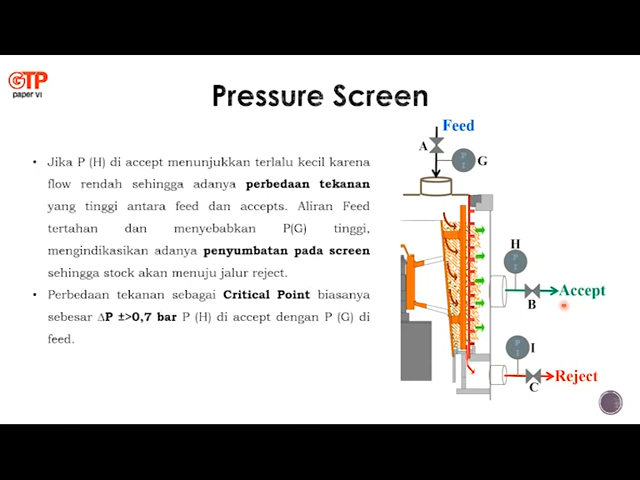 GTP
paper VI
Pressure Screen
• Jika P (H) di accept menunjukkan terlalu kecil karena
flow rendah sehingga adanya perbedaan tekanan
yang tinggi antara feed dan accepts. Aliran Feed
tertahan dan menyebabkan P(G) tinggi,
mengindikasikan adanya penyumbatan pada screen
sehingga stock akan menuju jalur reject.
• Perbedaan tekanan sebagai Critical Point biasanya
sebesar ∆P ±>0,7 bar P (H) di accept dengan P (G) di
feed.
Feed
A
P
I
G
H
P
I
Accept
B
P
I
I
Reject
C